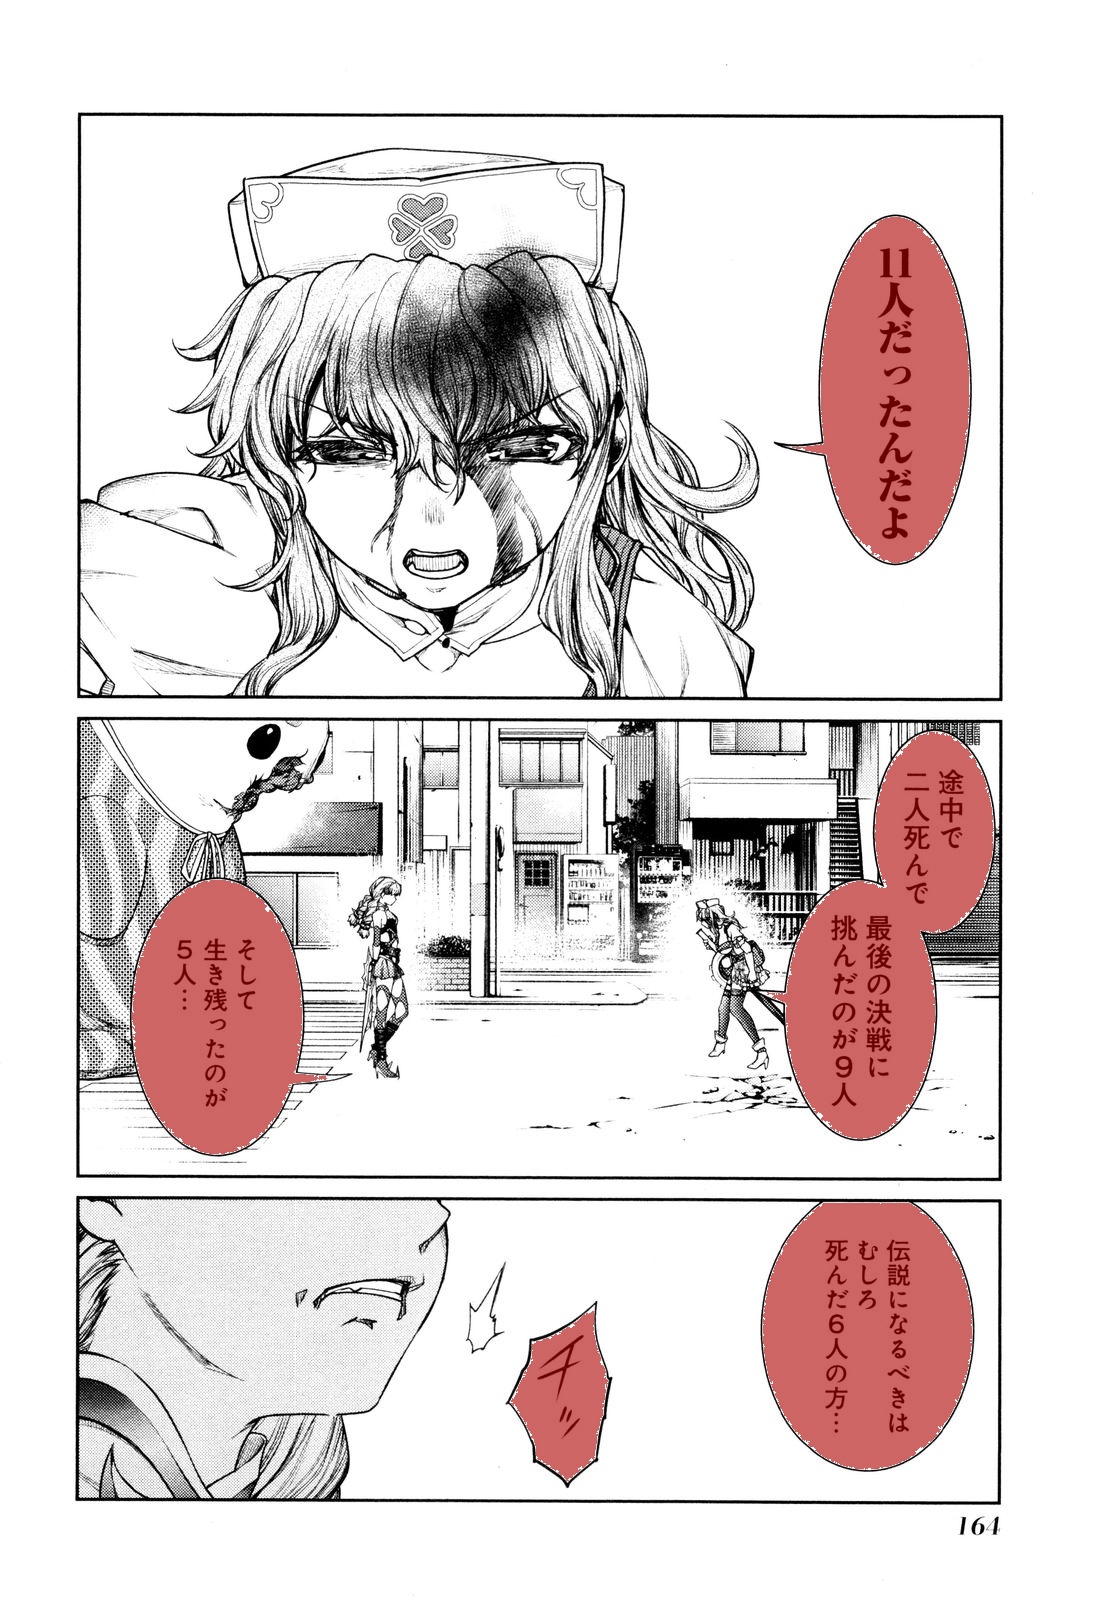 11人だったんだよ
途中で
二人死んで
最後の決戦に
挑んだのが9人
そして
生き残ったのが
5人…
伝説になるべきは
むしろ
死んだ6人の方…
チッ
164